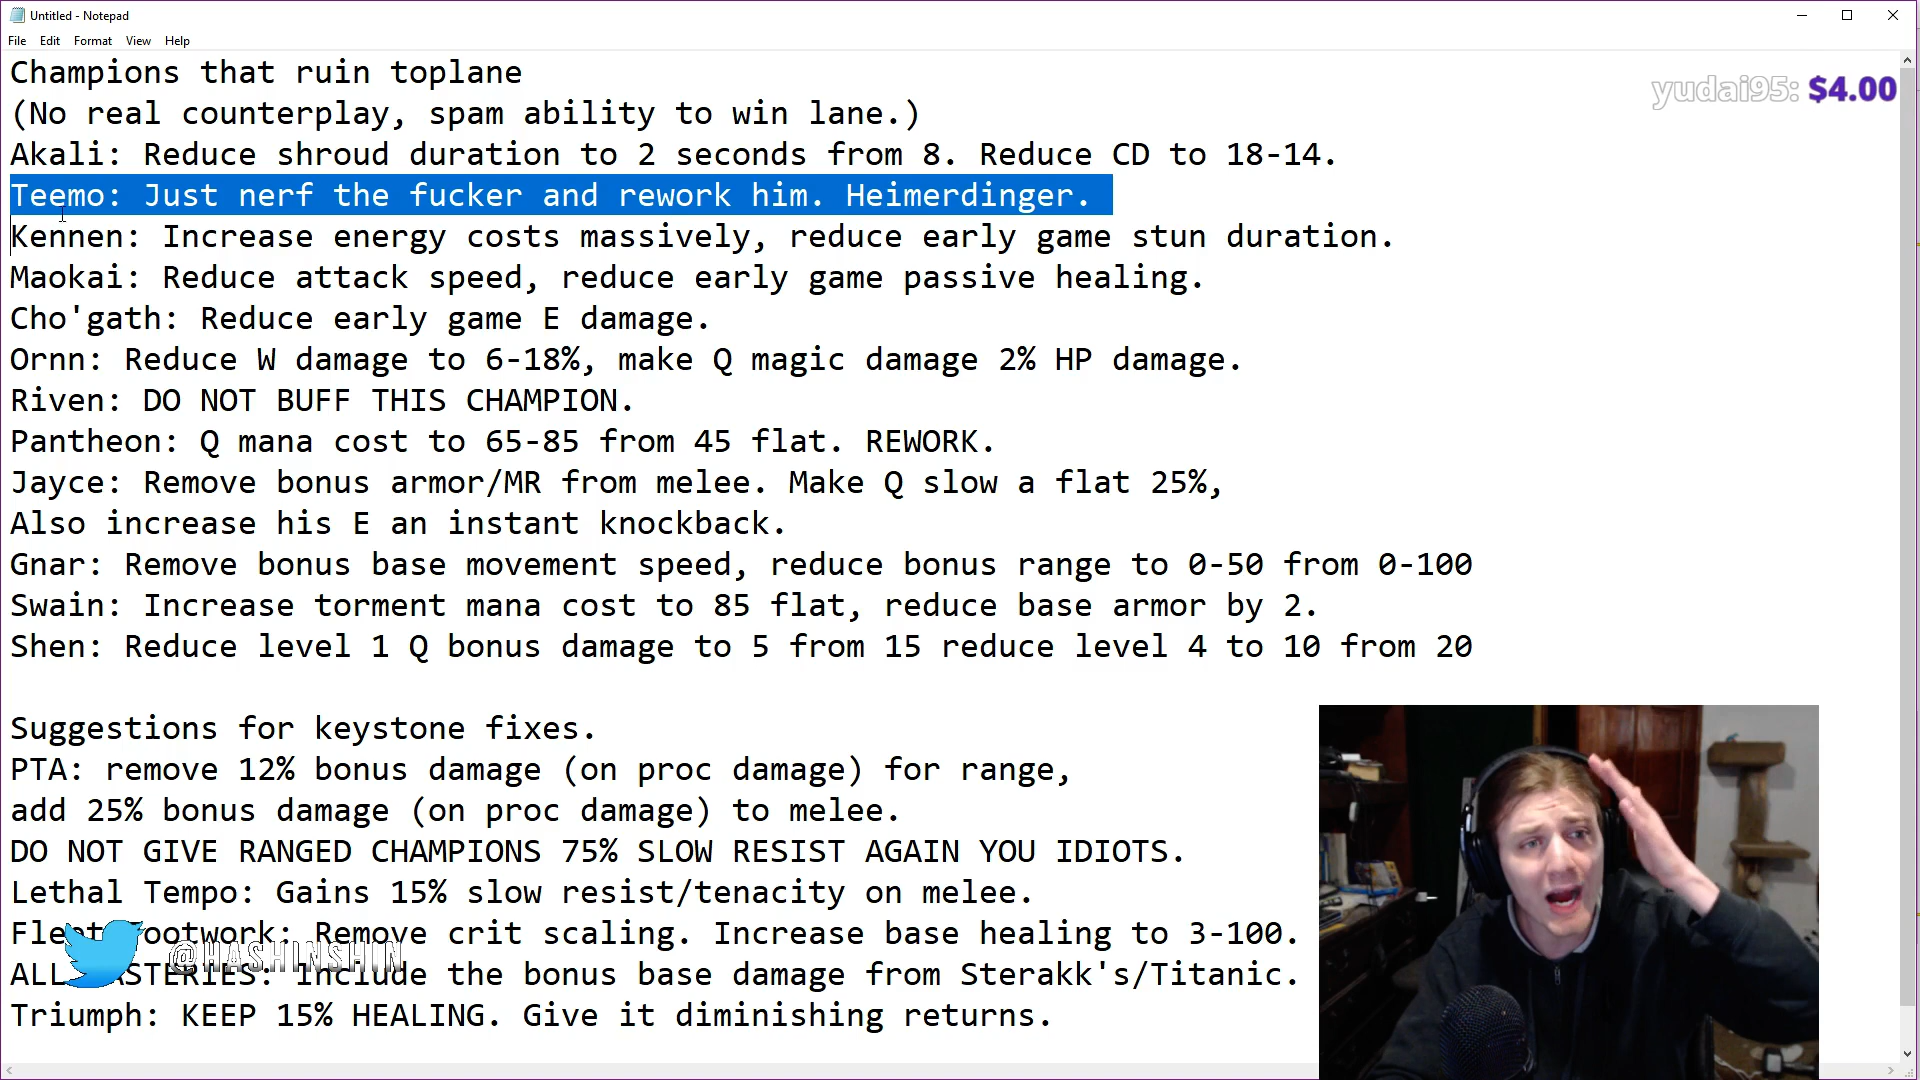 Untitled - Notepad
File Edit Format View Help
Champions that ruin toplane
(No real counterplay, spam ability to win lane.)
yudai95: $4.00
Akali: Reduce shroud duration to 2 seconds from 8. Reduce CD to 18-14.
Teemo: Just nerf the fucker and rework him. Heimerdinger.
Kennen: Increase energy costs massively, reduce early game stun duration.
Maokai: Reduce attack speed, reduce early game passive healing.
Cho'gath: Reduce early game E damage.
Ornn: Reduce W damage to 6-18%, make Q magic damage 2% HP damage.
Riven: DO NOT BUFF THIS CHAMPION.
Pantheon: Q mana cost to 65-85 from 45 flat. REWORK.
Jayce: Remove bonus armor/MR from melee. Make Q slow a flat 25%,
Also increase his E an instant knockback.
Gnar: Remove bonus base movement speed, reduce bonus range to 0-50 from 0-100
Swain: Increase torment mana cost to 85 flat, reduce base armor by 2.
Shen: Reduce level 1 Q bonus damage to 5 from 15 reduce level 4 to 10 from 20
Suggestions for keystone fixes.
PTA: remove 12% bonus damage (on proc damage) for range,
add 25% bonus damage (on proc damage) to melee.
DO NOT GIVE RANGED CHAMPIONS 75% SLOW RESIST AGAIN YOU IDIOTS.
Lethal Tempo: Gains 15% slow resist/tenacity on melee.
Fleet Footwork: Remove crit scaling. Increase base healing to 3-100.
@HASHINSHIN
ALL MASTERIES: Include the bonus base damage from Sterakk's/Titanic.
Triumph: KEEP 15% HEALING. Give it diminishing returns.